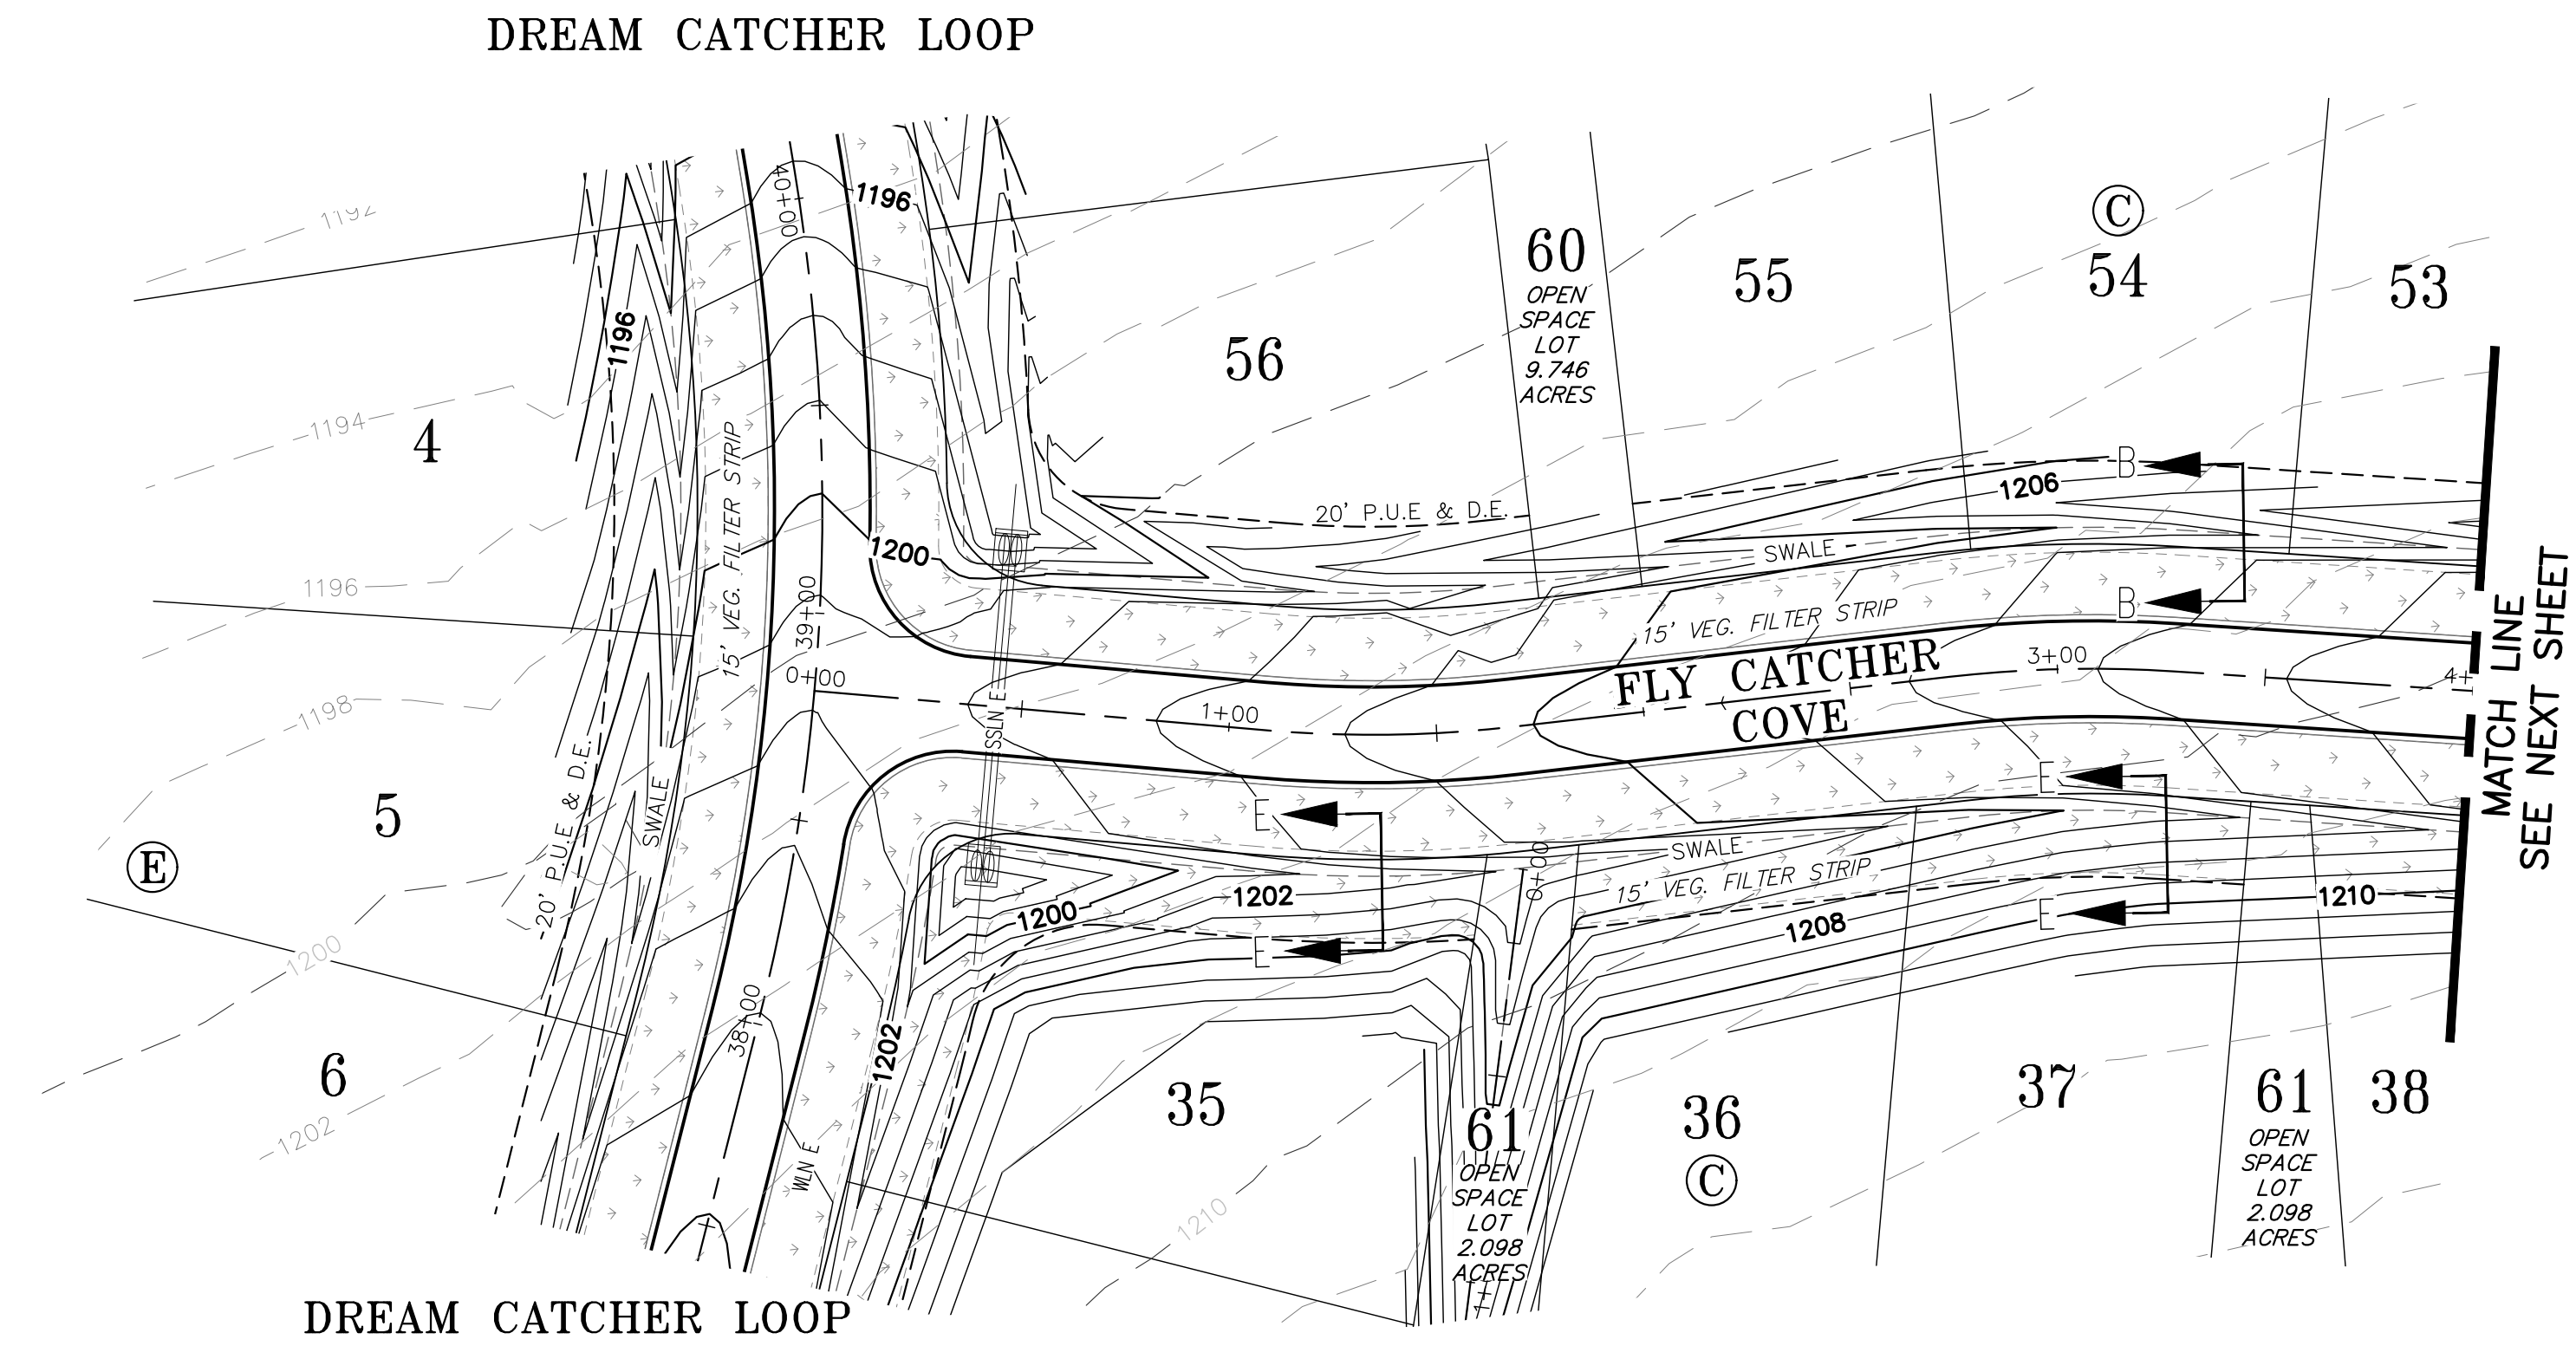 DREAM CATCHER LOOP
1192
40+00
1196
C
60
OPEN
SPACE
LOT
9.746
ACRES
55
54
53
56
1196
1194
4
15' VEG. FILTER STRIP
20' P.U.E & D.E.
1206
B
SWALE
1200
1196
39+00
15' VEG. FILTER STRIP
B
0+00
FLY CATCHER
COVE
3+00
4+
MATCH LINE
SEE NEXT SHEET
1198
1+00
SSLN E
20' P.U.E & D.E.
SWALE
5
E
E
E
SWALE
0+00
15' VEG. FILTER STRIP
1202
1200
1208
1210
E
E
1200
38+00
1202
6
1202
WLN E
35
61
OPEN
SPACE
LOT
2.098
ACRES
1+
36
C
37
61
OPEN
SPACE
LOT
2.098
ACRES
38
1210
DREAM CATCHER LOOP